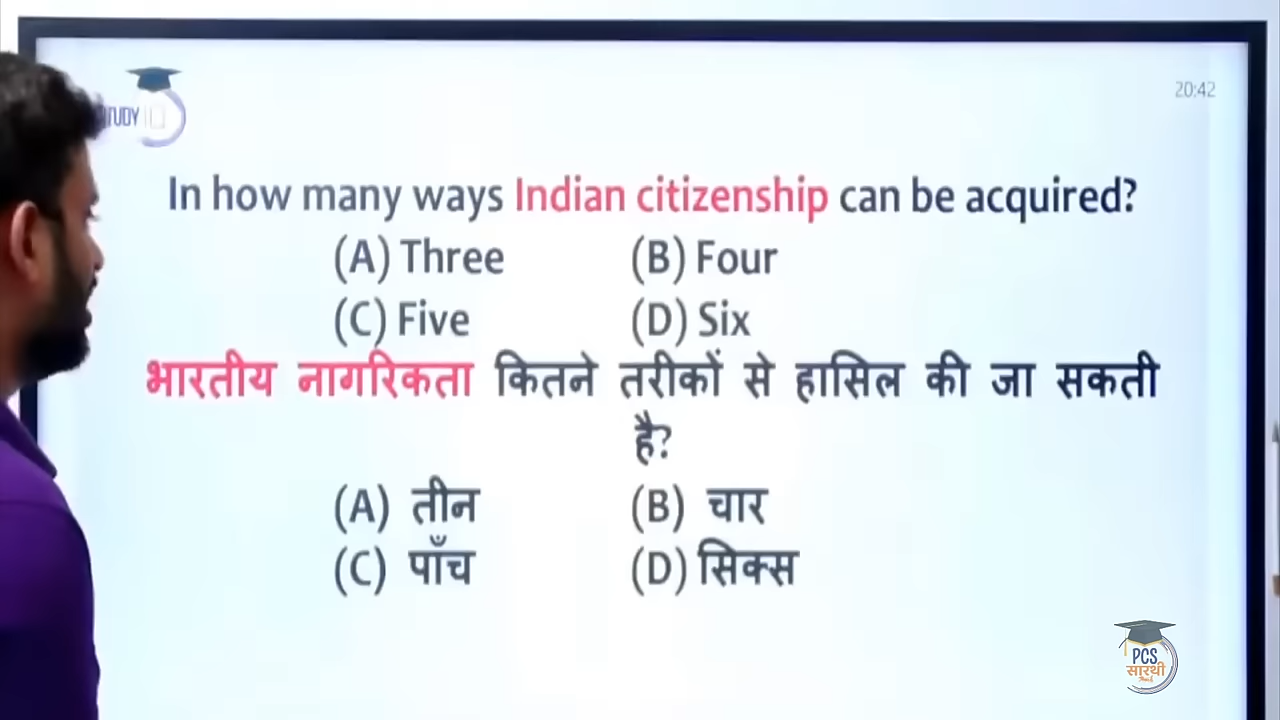 TUDY
20:42
In how many ways Indian citizenship can be acquired?
(A) Three (B) Four
(C) Five (D) Six
भारतीय नागरिकता कितने तरीकों से हासिल की जा सकती
है?
(A) तीन (B) चार
(C) पाँच (D) सिक्स
PCS
सारथी